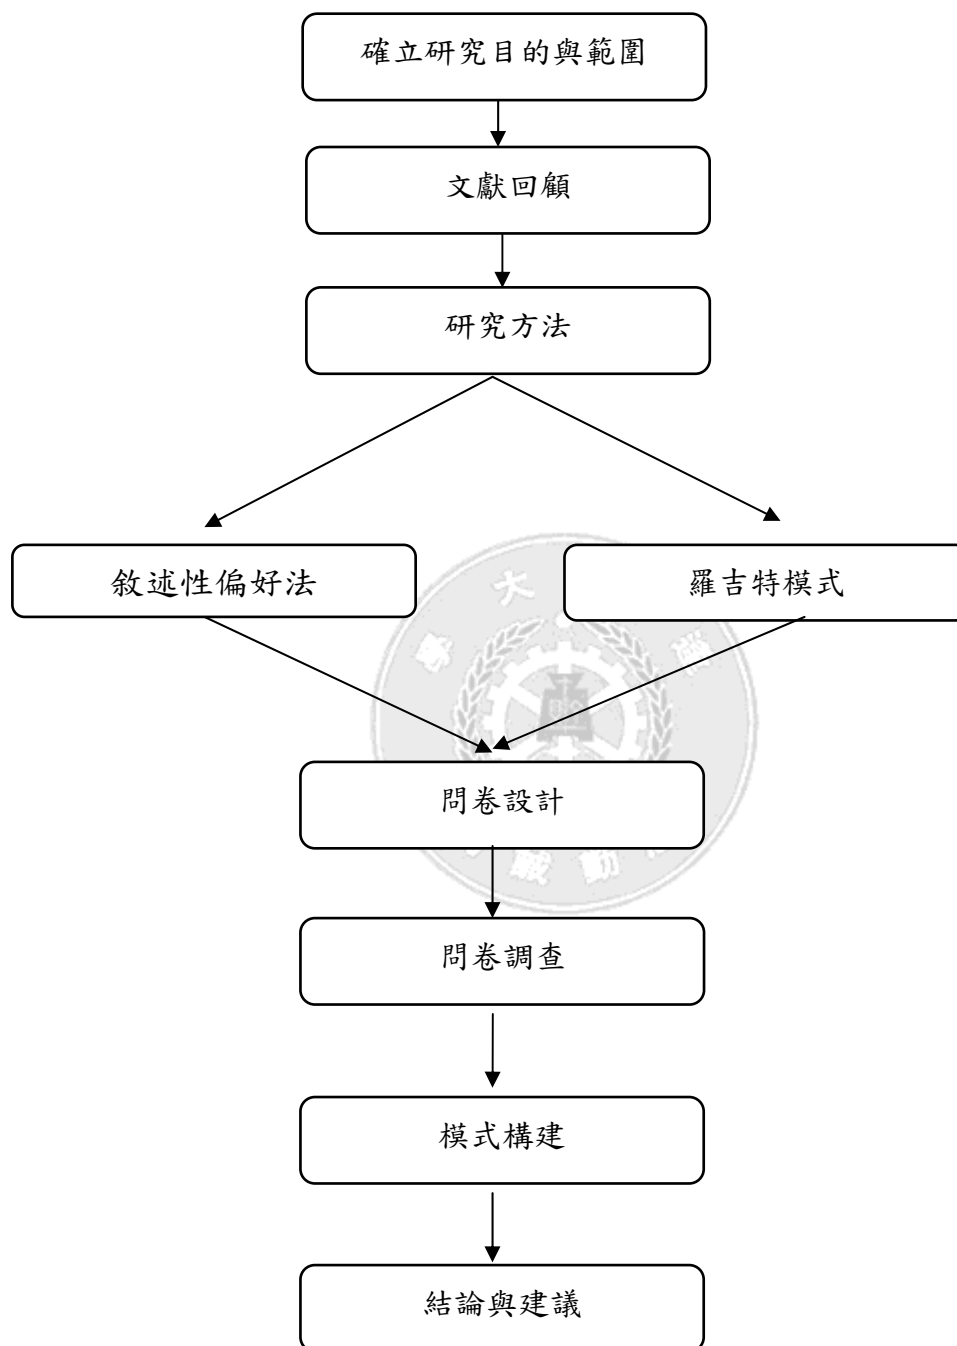 確立研究目的與範圍
文獻回顧
研究方法
敘述性偏好法
羅吉特模式
問卷設計
問卷調查
模式構建
結論與建議